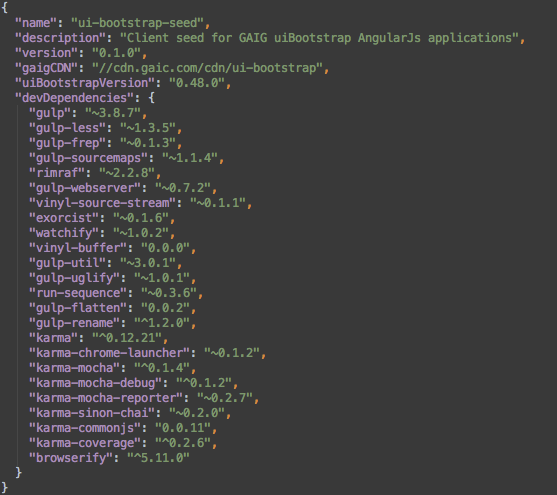 {
"name": "ui-bootstrap-seed",
"description": "Client seed for GAIG uiBootstrap AngularJs applications",
"version": "0.1.0",
"gaigCDN": "//cdn.gaic.com/cdn/ui-bootstrap",
"uiBootstrapVersion": "0.48.0",
"devDependencies": {
"gulp": "~3.8.7",
"gulp-less": "~1.3.5",
"gulp-frep": "~0.1.3",
"gulp-sourcemaps": "~1.1.4",
"rimraf": "~2.2.8",
"gulp-webserver": "~0.7.2",
"vinyl-source-stream": "~0.1.1",
"exorcist": "~0.1.6",
"watchify": "~1.0.2",
"vinyl-buffer": "0.0.0",
"gulp-util": "~3.0.1",
"gulp-uglify": "~1.0.1",
"run-sequence": "~0.3.6",
"gulp-flatten": "0.0.2",
"gulp-rename": "^1.2.0",
"karma": "^0.12.21",
"karma-chrome-launcher": "~0.1.2",
"karma-mocha": "^0.1.4",
"karma-mocha-debug": "^0.1.2",
"karma-mocha-reporter": "~0.2.7",
"karma-sinon-chai": "~0.2.0",
"karma-commonjs": "0.0.11",
"karma-coverage": "^0.2.6",
"browserify": "^5.11.0"
}
}